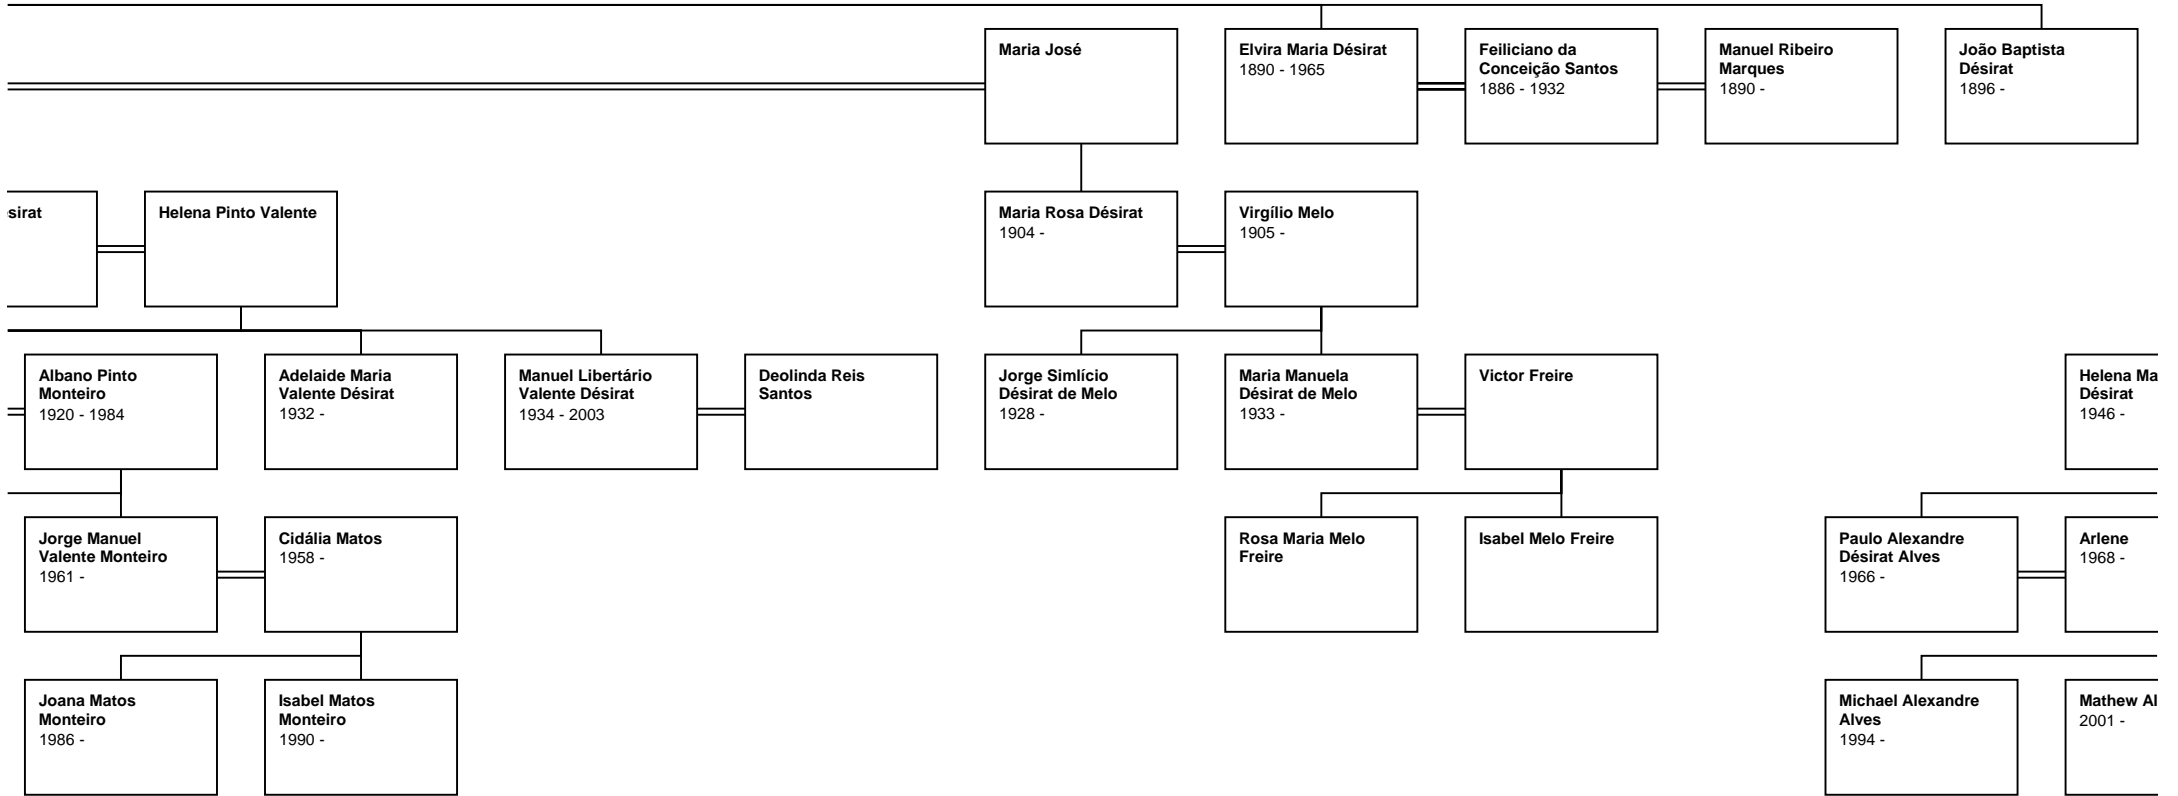 Maria José
Elvira Maria Désirat
1890 - 1965
Feiliciano da
Conceição Santos
1886 - 1932
Manuel Ribeiro
Marques
1890 -
João Baptista
Désirat
1896 -
sirat
Helena Pinto Valente
Maria Rosa Désirat
1904 -
Virgílio Melo
1905 -
Albano Pinto
Monteiro
1920 - 1984
Adelaide Maria
Valente Désirat
1932 -
Manuel Libertário
Valente Désirat
1934 - 2003
Deolinda Reis
Santos
Jorge Simlício
Désirat de Melo
1928 -
Maria Manuela
Désirat de Melo
1933 -
Victor Freire
Helena Ma
Désirat
1946 -
Jorge Manuel
Valente Monteiro
1961 -
Cidália Matos
1958 -
Rosa Maria Melo
Freire
Isabel Melo Freire
Paulo Alexandre
Désirat Alves
1966 -
Arlene
1968 -
Joana Matos
Monteiro
1986 -
Isabel Matos
Monteiro
1990 -
Michael Alexandre
Alves
1994 -
Mathew Al
2001 -